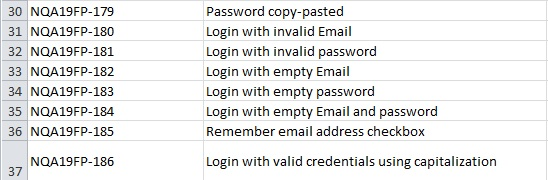 30 NQA19FP-179 Password copy-pasted
31 NQA19FP-180 Login with invalid Email
32 NQA19FP-181 Login with invalid password
33 NQA19FP-182 Login with empty Email
34 NQA19FP-183 Login with empty password
35 NQA19FP-184 Login with empty Email and password
36 NQA19FP-185 Remember email address checkbox
37 NQA19FP-186 Login with valid credentials using capitalization